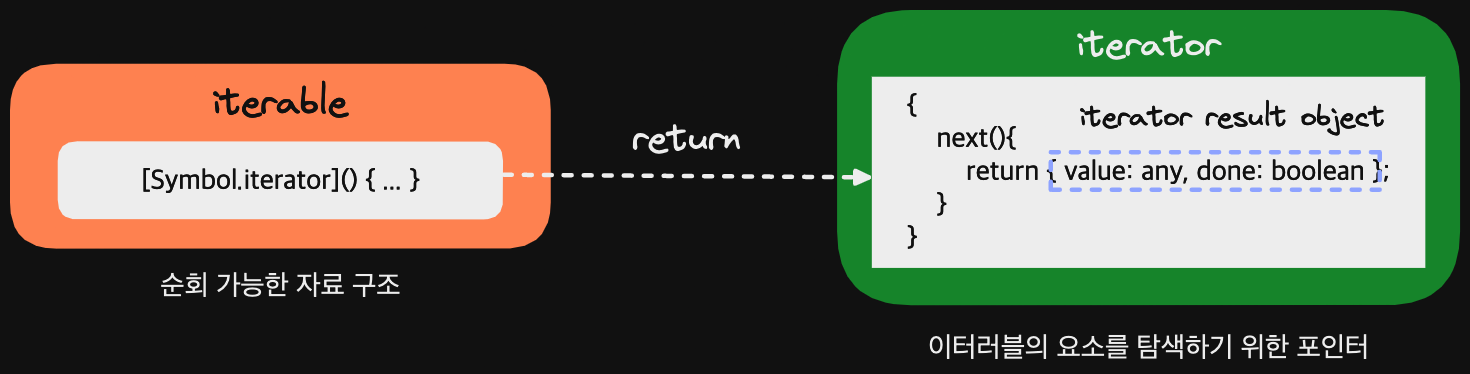 iterable
[Symbol.iterator]() { ... }
순회 가능한 자료 구조
return
iterator
{
iterator result object
next(){
return { value: any, done: boolean };
}
}
이터러블의 요소를 탐색하기 위한 포인터